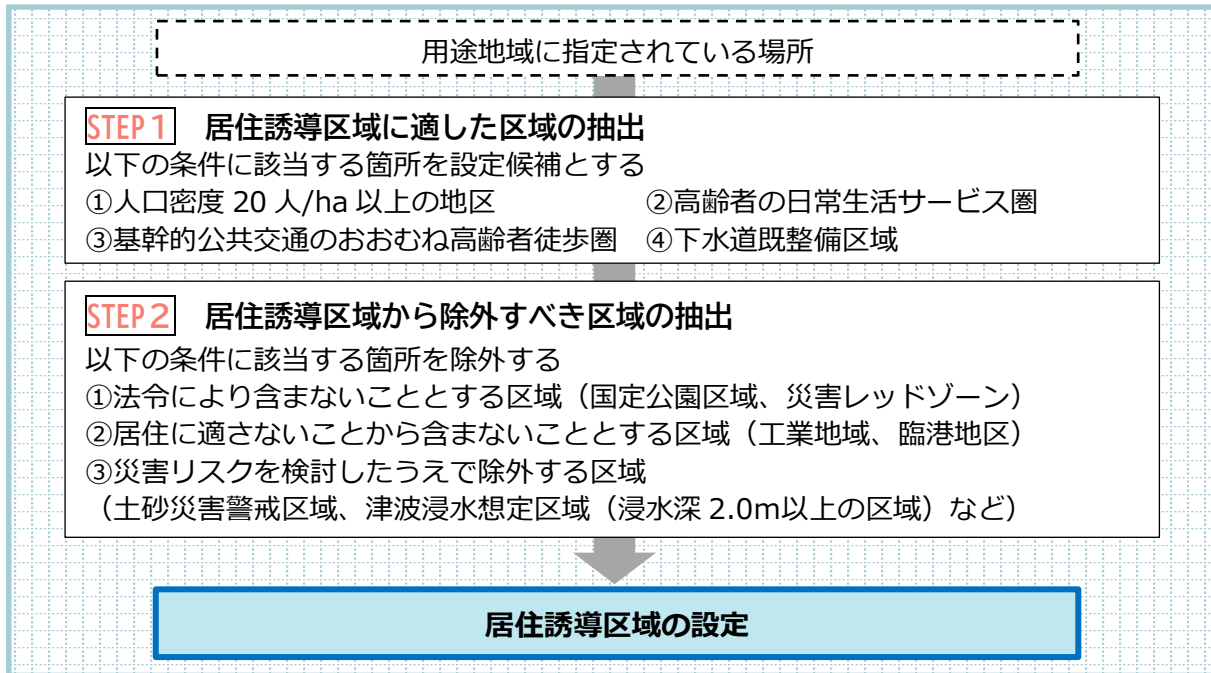 用途地域に指定されている場所
STEP1 居住誘導区域に適した区域の抽出
以下の条件に該当する箇所を設定候補とする
①人口密度 20 人/ha 以上の地区 ②高齢者の日常生活サービス圏
③基幹的公共交通のおおむね高齢者徒歩圏 ④下水道既整備区域
STEP2 居住誘導区域から除外すべき区域の抽出
以下の条件に該当する箇所を除外する
①法令により含まないこととする区域（国定公園区域、災害レッドゾーン）
②居住に適さないことから含まないこととする区域（工業地域、臨港地区）
③災害リスクを検討したうえで除外する区域
（土砂災害警戒区域、津波浸水想定区域（浸水深 2.0m以上の区域）など）
居住誘導区域の設定